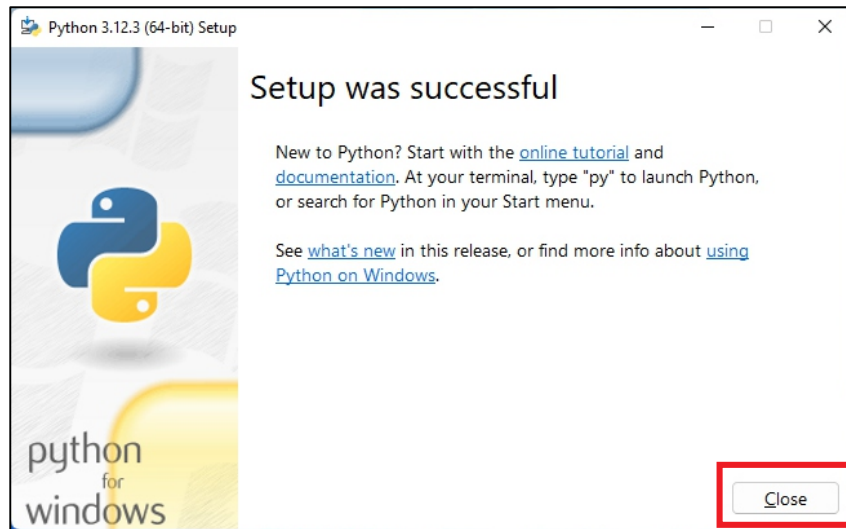 Python 3.12.3 (64-bit) Setup
Setup was successful
New to Python? Start with the online tutorial and
documentation. At your terminal, type "py" to launch Python,
or search for Python in your Start menu.
See what's new in this release, or find more info about using
Python on Windows.
python
for
windows
Close